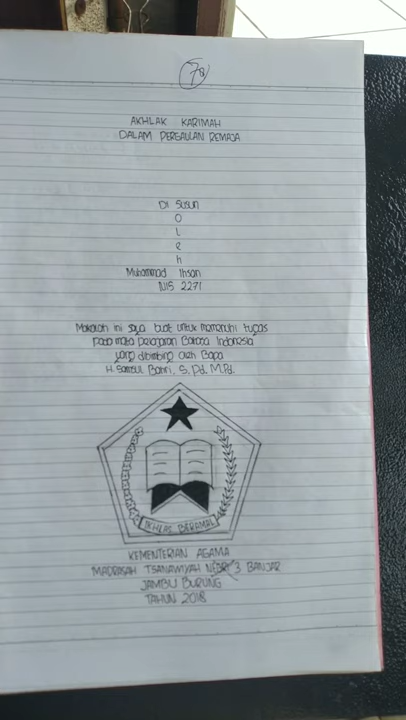 78
AKHLAK KARIMAH
DALAM PERGAULAN REMAJA
Di Susun
O
L
e
h
Muhammad Ihsan
NIS 2271
Makalah ini saya buat untuk memenuhi tugas
Pada mata pelajaran Bahasa Indonesia
yang dibimbing oleh Bapa
H. Samsul Bahri, S.Pd. M.Pd.
IKHLAS BERAMAL
KEMENTERIAN AGAMA
MADRASAH TSANAWIYAH NEGRI 3 BANJAR
JAMBU BURUNG
TAHUN 2018